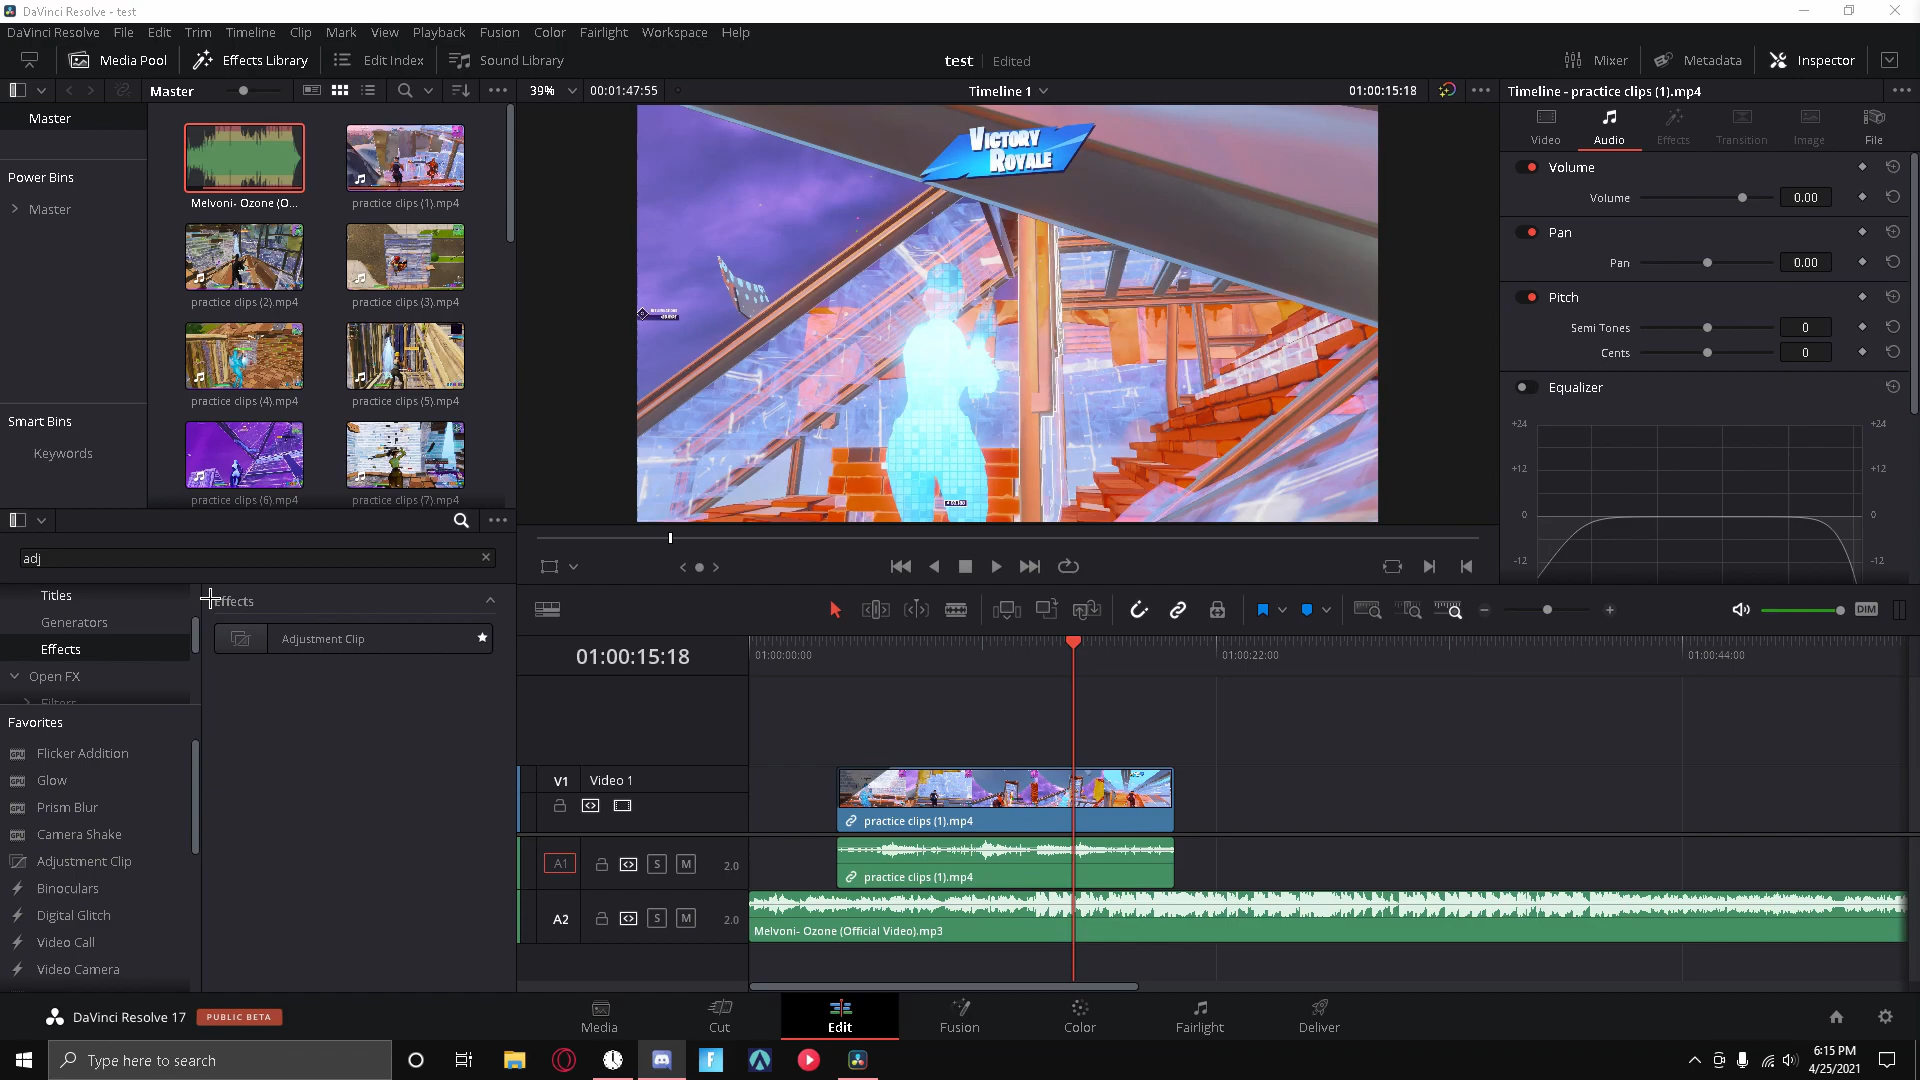 DaVinci Resolve - test
DaVinci Resolve File Edit Trim Timeline Clip Mark View Playback Fusion Color Fairlight Workspace Help
Media Pool Effects Library Edit Index Sound Library test Edited Mixer Metadata Inspector
Master 39% 00:01:47:55 Timeline 1 01:00:15:18 Timeline - practice clips (1).mp4
Master
Power Bins
Master
Smart Bins
Keywords
Melvoni- Ozone (O... practice clips (1).mp4
practice clips (2).mp4 practice clips (3).mp4
practice clips (4).mp4 practice clips (5).mp4
practice clips (6).mp4 practice clips (7).mp4
VICTORY
ROYALE
Video Audio Effects Transition Image File
Volume
Volume 0.00
Pan
Pan 0.00
Pitch
Semi Tones 0
Cents 0
Equalizer
+24 +24
+12 +12
0 0
-12 -12
adj
Titles
Generators
Effects
Open FX
Filters
Effects
Adjustment Clip
Favorites
Flicker Addition
Glow
Prism Blur
Camera Shake
Adjustment Clip
Binoculars
Digital Glitch
Video Call
Video Camera
DIM
01:00:15:18 01:00:00:00 01:00:22:00 01:00:44:00
V1 Video 1
practice clips (1).mp4
A1 S M 2.0
practice clips (1).mp4
A2 S M 2.0
Melvoni- Ozone (Official Video).mp3
DaVinci Resolve 17 PUBLIC BETA
Media Cut Edit Fusion Color Fairlight Deliver
Type here to search
6:15 PM
4/25/2021